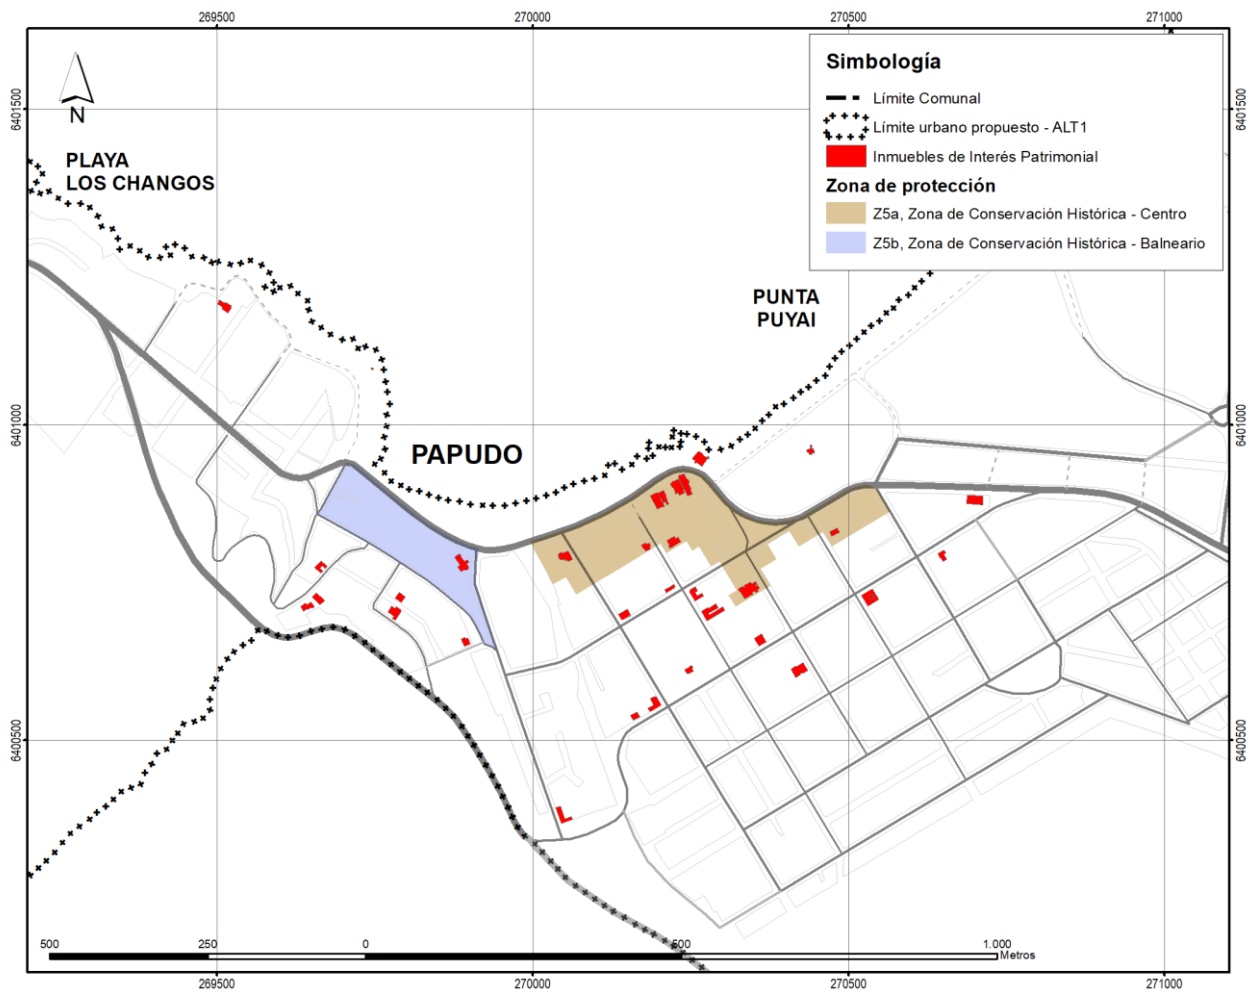 269500
270000
270500
271000
Simbología
Límite Comunal
Límite urbano propuesto - ALT1
Inmuebles de Interés Patrimonial
Zona de protección
Z5a, Zona de Conservación Histórica - Centro
Z5b, Zona de Conservación Histórica - Balneario
N
6401500
6401500
PLAYA
LOS CHANGOS
PUNTA
PUYAI
6401000
6401000
PAPUDO
6400500
6400500
500
250
0
500
1.000
Metros
269500
270000
270500
271000